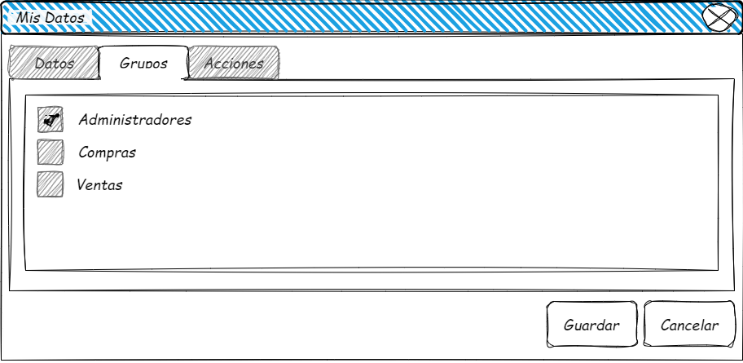 Mis Datos
Datos Grupos Acciones
Administradores
Compras
Ventas
Guardar Cancelar